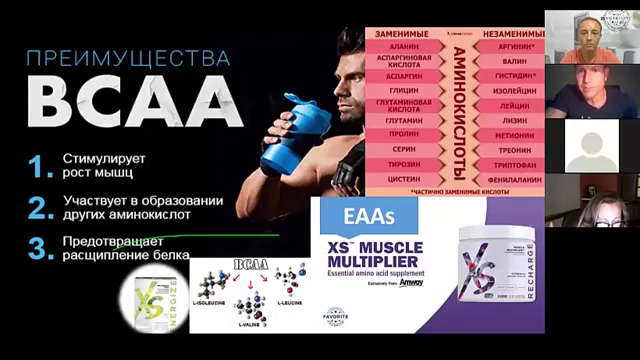 ПРЕИМУЩЕСТВА
BCAA
1. Стимулирует
рост мышц
2. Участвует в образовании
других аминокислот
3. Предотвращает
расщипление белка
ЗАМЕНИМЫЕ
НЕЗАМЕНИМЫЕ
АМИНОКИСЛОТЫ
АЛАНИН
АСПАРГИНОВАЯ
КИСЛОТА
АСПАРГИН
ГЛИЦИН
ГЛУТАМИНОВАЯ
КИСЛОТА
ГЛУТАМИН
ПРОЛИН
СЕРИН
ТИРОЗИН
ЦИСТЕИН
АРГИНИН*
ВАЛИН
ГИСТИДИН*
ИЗОЛЕЙЦИН
ЛЕЙЦИН
ЛИЗИН
МЕТИОНИН
ТРЕОНИН
ТРИПТОФАН
ФЕНИЛАЛАНИН
*ЧАСТИЧНО ЗАМЕНИМЫЕ КИСЛОТЫ
EAAs
XS™ MUSCLE
MULTIPLIER
Essential amino acid supplement
Exclusively from Amway
FAVORITE
XS
RECHARGE
XS
ENERGIZE
BCAA
L-ISOLEUCINE
L-LEUCINE
L-VALINE